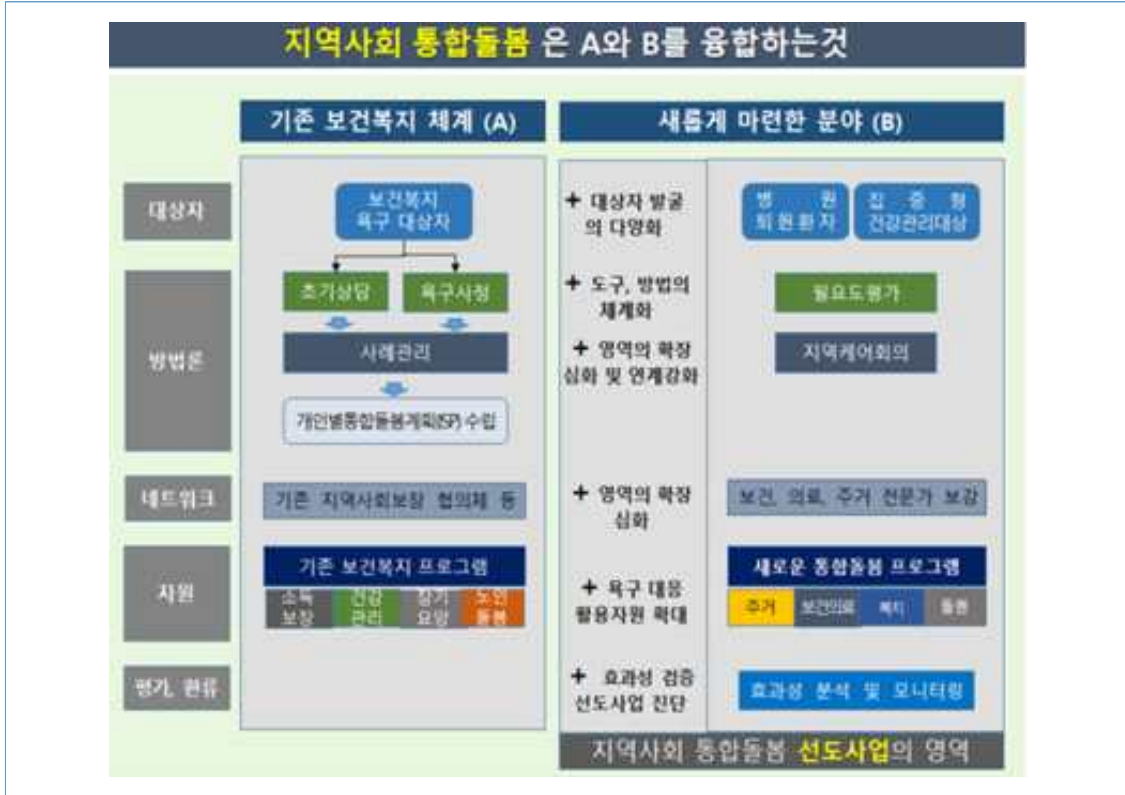 지역사회 통합돌봄 은 A와 B를 융합하는것
기존 보건복지 체계 (A)
새롭게 마련한 분야 (B)
대상자
보건복지
욕구 대상자
+ 대상자 발굴
의 다양화
병 원
퇴원환자
집 중 형
건강관리대상
방법론
초기상담
욕구사정
사례관리
개인별통합돌봄계획(ISP) 수립
+ 도구, 방법의
체계화
+ 영역의 확장
심화 및 연계강화
필요도평가
지역케어회의
네트워크
기존 지역사회보장 협의체 등
+ 영역의 확장
심화
보건, 의료, 주거 전문가 보강
자원
기존 보건복지 프로그램
소득
보장
건강
관리
장기
요양
노인
돌봄
+ 욕구 대응
활용자원 확대
새로운 통합돌봄 프로그램
주거
보건의료
복지
돌봄
평가, 환류
+ 효과성 검증
선도사업 진단
효과성 분석 및 모니터링
지역사회 통합돌봄 선도사업의 영역